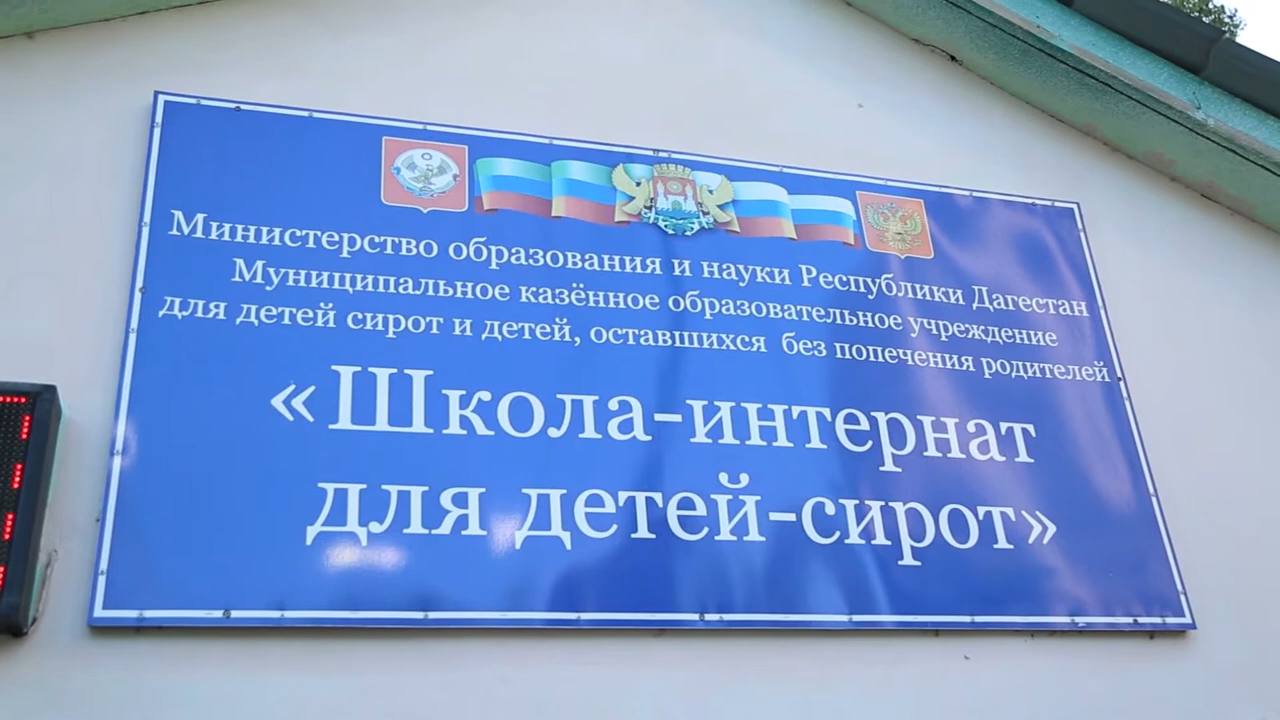 Министерство образования и науки Республики Дагестан
Муниципальное казённое образовательное учреждение
для детей сирот и детей, оставшихся без попечения родителей
«Школа-интернат
для детей-сирот»